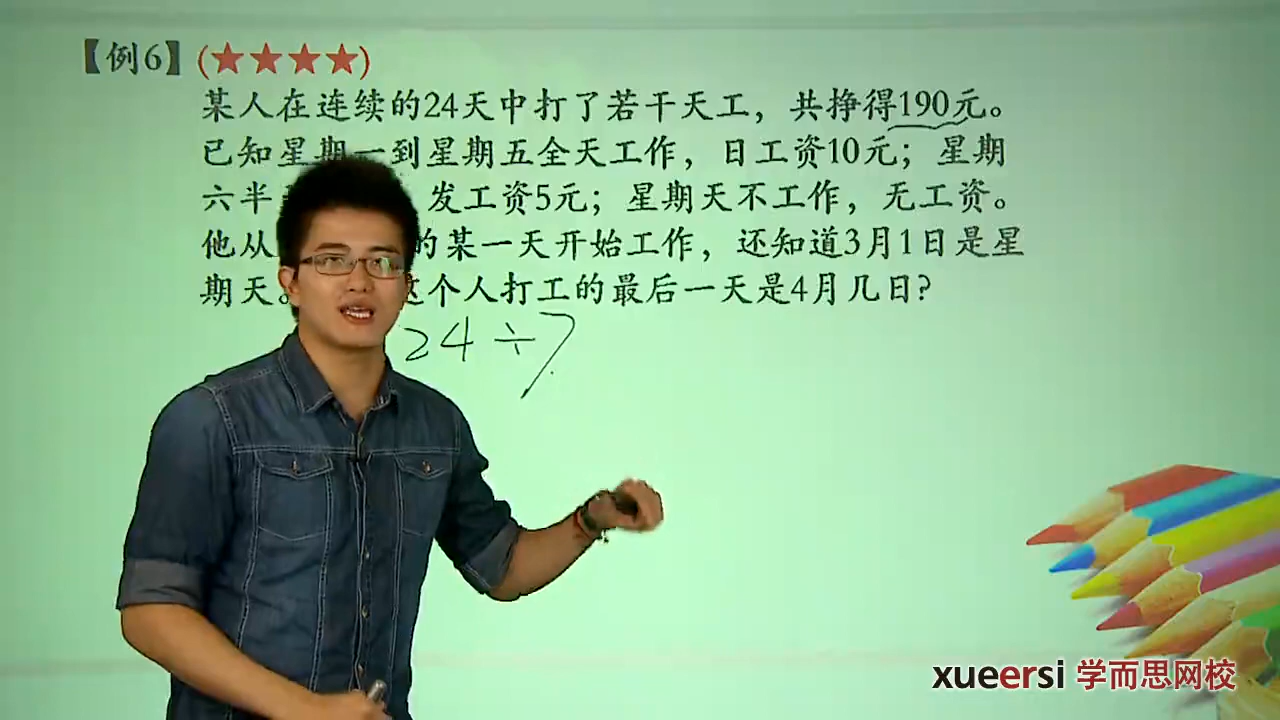 【例6】(★★★★)
某人在连续的24天中打了若干天工，共挣得190元。
已知星期一到星期五全天工作，日工资10元；星期
六半 发工资5元；星期天不工作，无工资。
他从 的某一天开始工作，还知道3月1日是星
期天。 这个人打工的最后一天是4月几日？
24÷7
xueersi 学而思网校